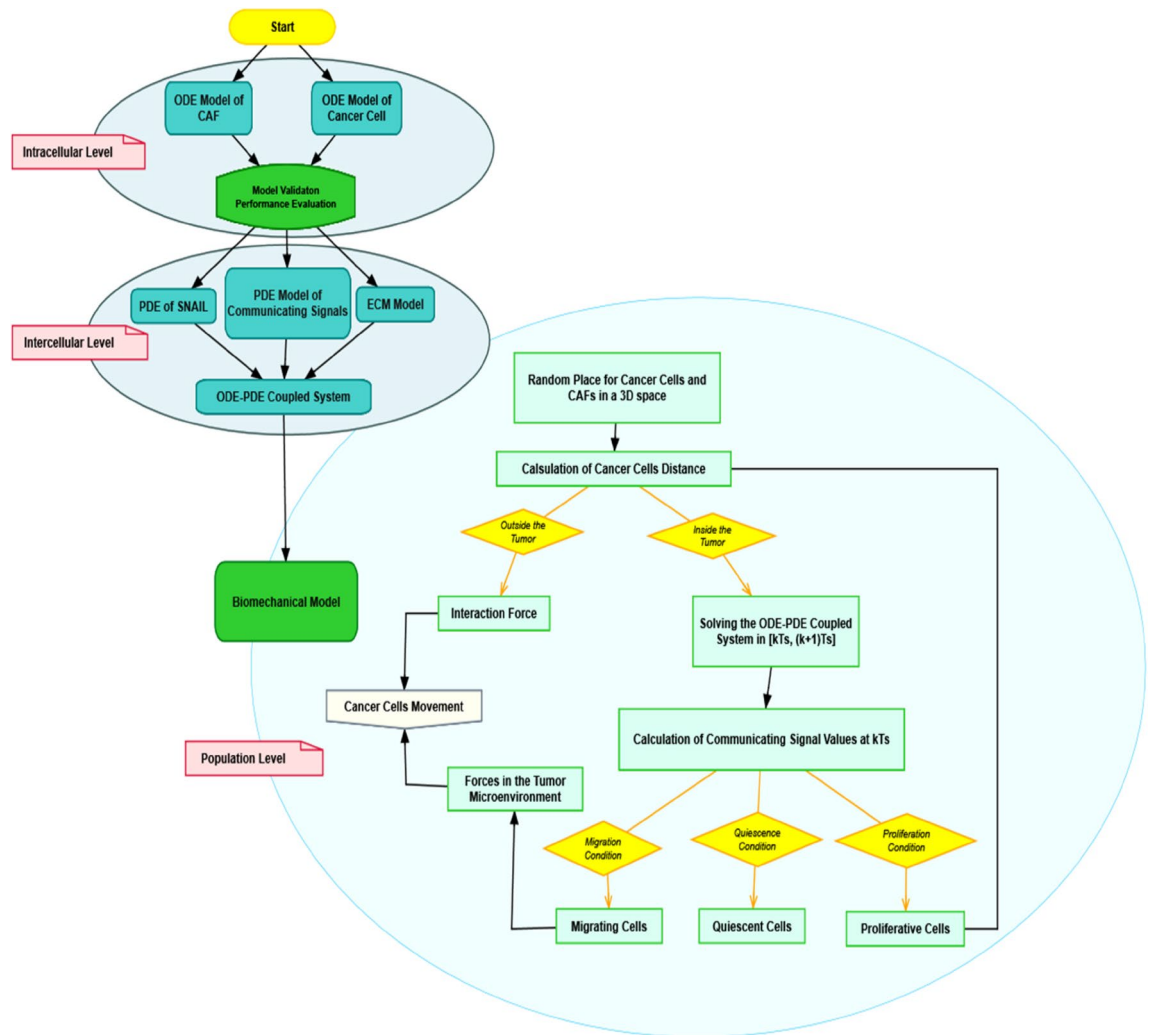 Start
ODE Model of
CAF
ODE Model of
Cancer Cell
Intracellular Level
Model Validaton
Performance Evaluation
PDE of SNAIL
PDE Model of
Communicating Signals
ECM Model
Intercellular Level
ODE-PDE Coupled System
Random Place for Cancer Cells and
CAFs in a 3D space
Calsulation of Cancer Cells Distance
Outside the
Tumor
Inside the
Tumor
Biomechanical Model
Interaction Force
Solving the ODE-PDE Coupled
System in [kTs, (k+1)Ts]
Cancer Cells Movement
Calculation of Communicating Signal Values at kTs
Population Level
Forces in the Tumor
Microenvironment
Migration
Condition
Quiescence
Condition
Proliferation
Condition
Migrating Cells
Quiescent Cells
Proliferative Cells